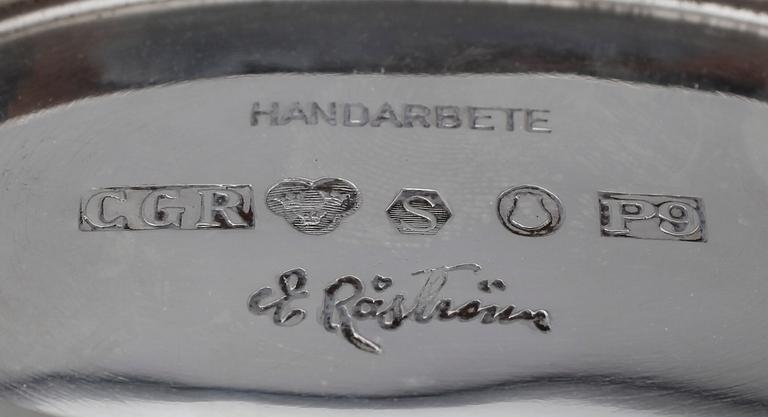 HANDARBETE
CGR S P9
E Råström